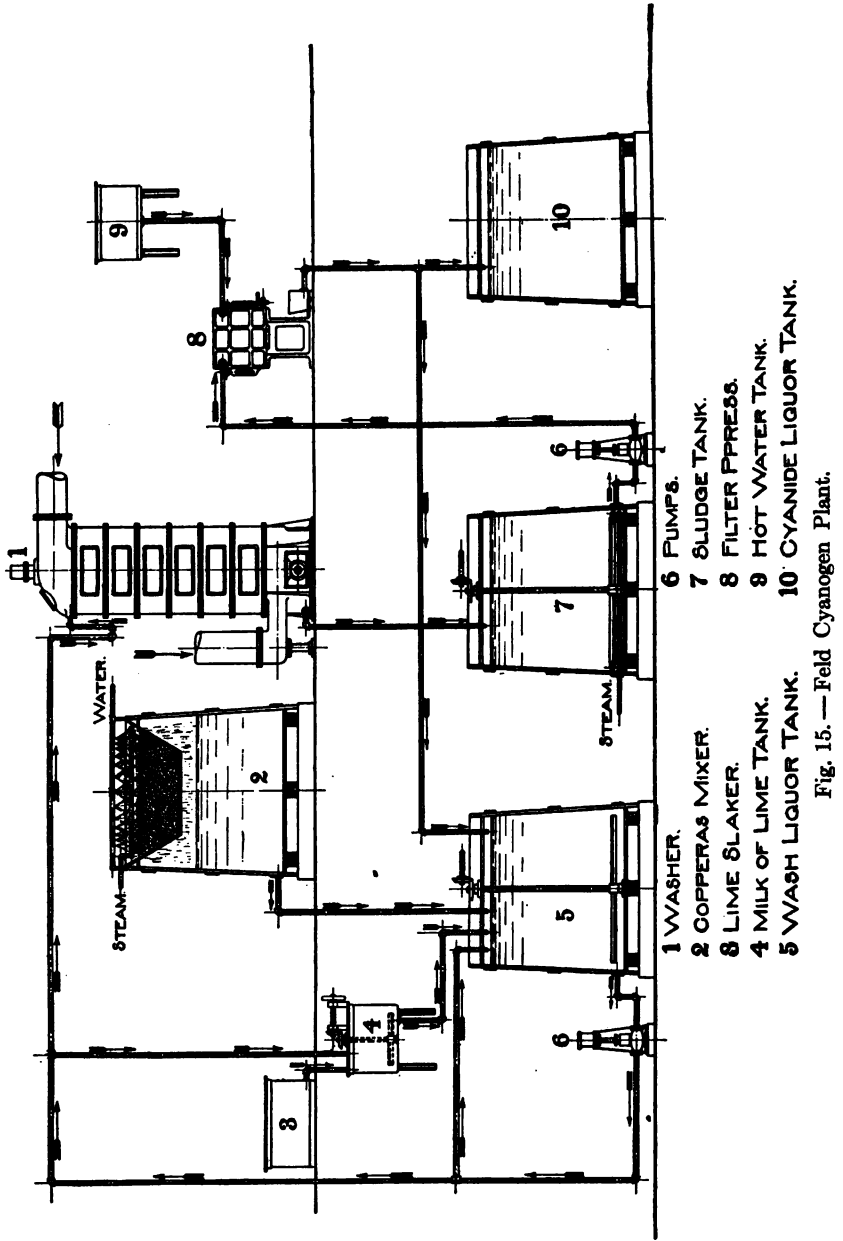 1
9
8
WATER.
STEAM.
2
3
4
6
5
STEAM.
7
6
10
1 WASHER.
2 COPPERAS MIXER.
3 LIME SLAKER.
4 MILK OF LIME TANK.
5 WASH LIQUOR TANK.
6 PUMPS.
7 SLUDGE TANK.
8 FILTER PPRESS.
9 HOT WATER TANK.
10 CYANIDE LIQUOR TANK.
Fig. 15. — Feld Cyanogen Plant.